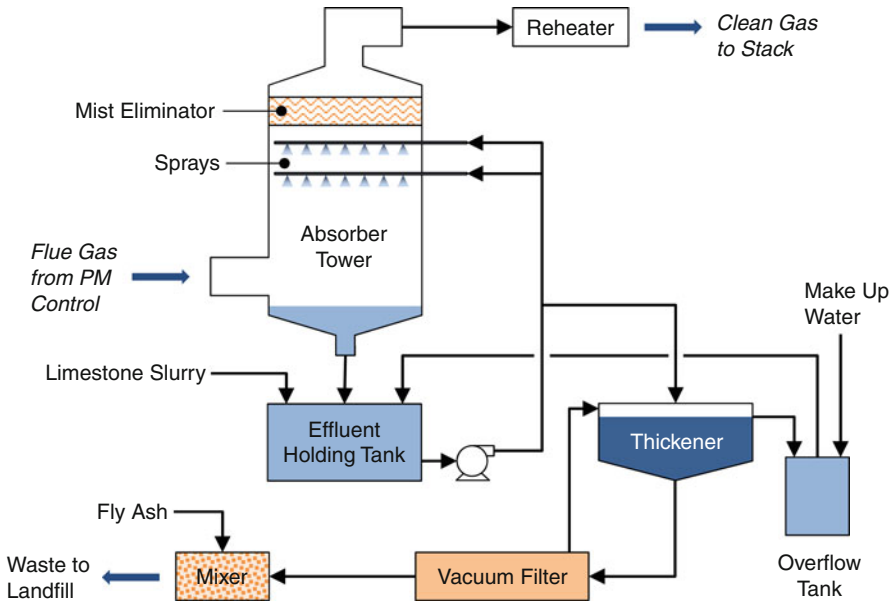 Reheater
Clean Gas
to Stack
Mist Eliminator
Sprays
Absorber
Tower
Flue Gas
from PM
Control
Make Up
Water
Limestone Slurry
Effluent
Holding Tank
Thickener
Fly Ash
Waste to
Landfill
Mixer
Vacuum Filter
Overflow
Tank